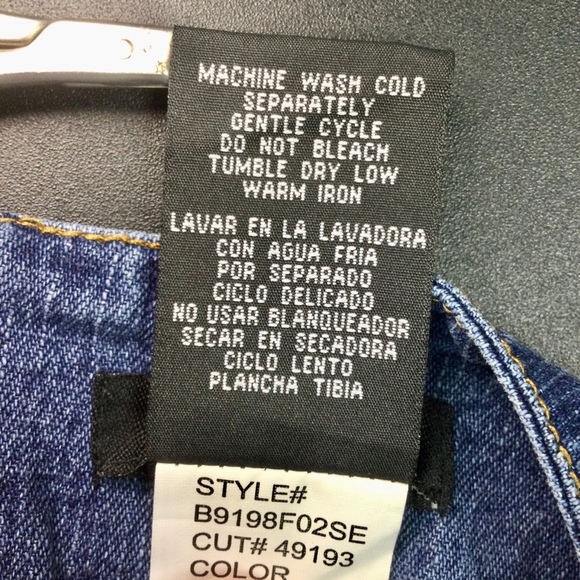 MACHINE WASH COLD
SEPARATELY
GENTLE CYCLE
DO NOT BLEACH
TUMBLE DRY LOW
WARM IRON
LAVAR EN LA LAVADORA
CON AGUA FRIA
POR SEPARADO
CICLO DELICADO
NO USAR BLANQUEADOR
SECAR EN SECADORA
CICLO LENTO
PLANCHA TIBIA
STYLE#
B9198F02SE
CUT# 49193
COLOR